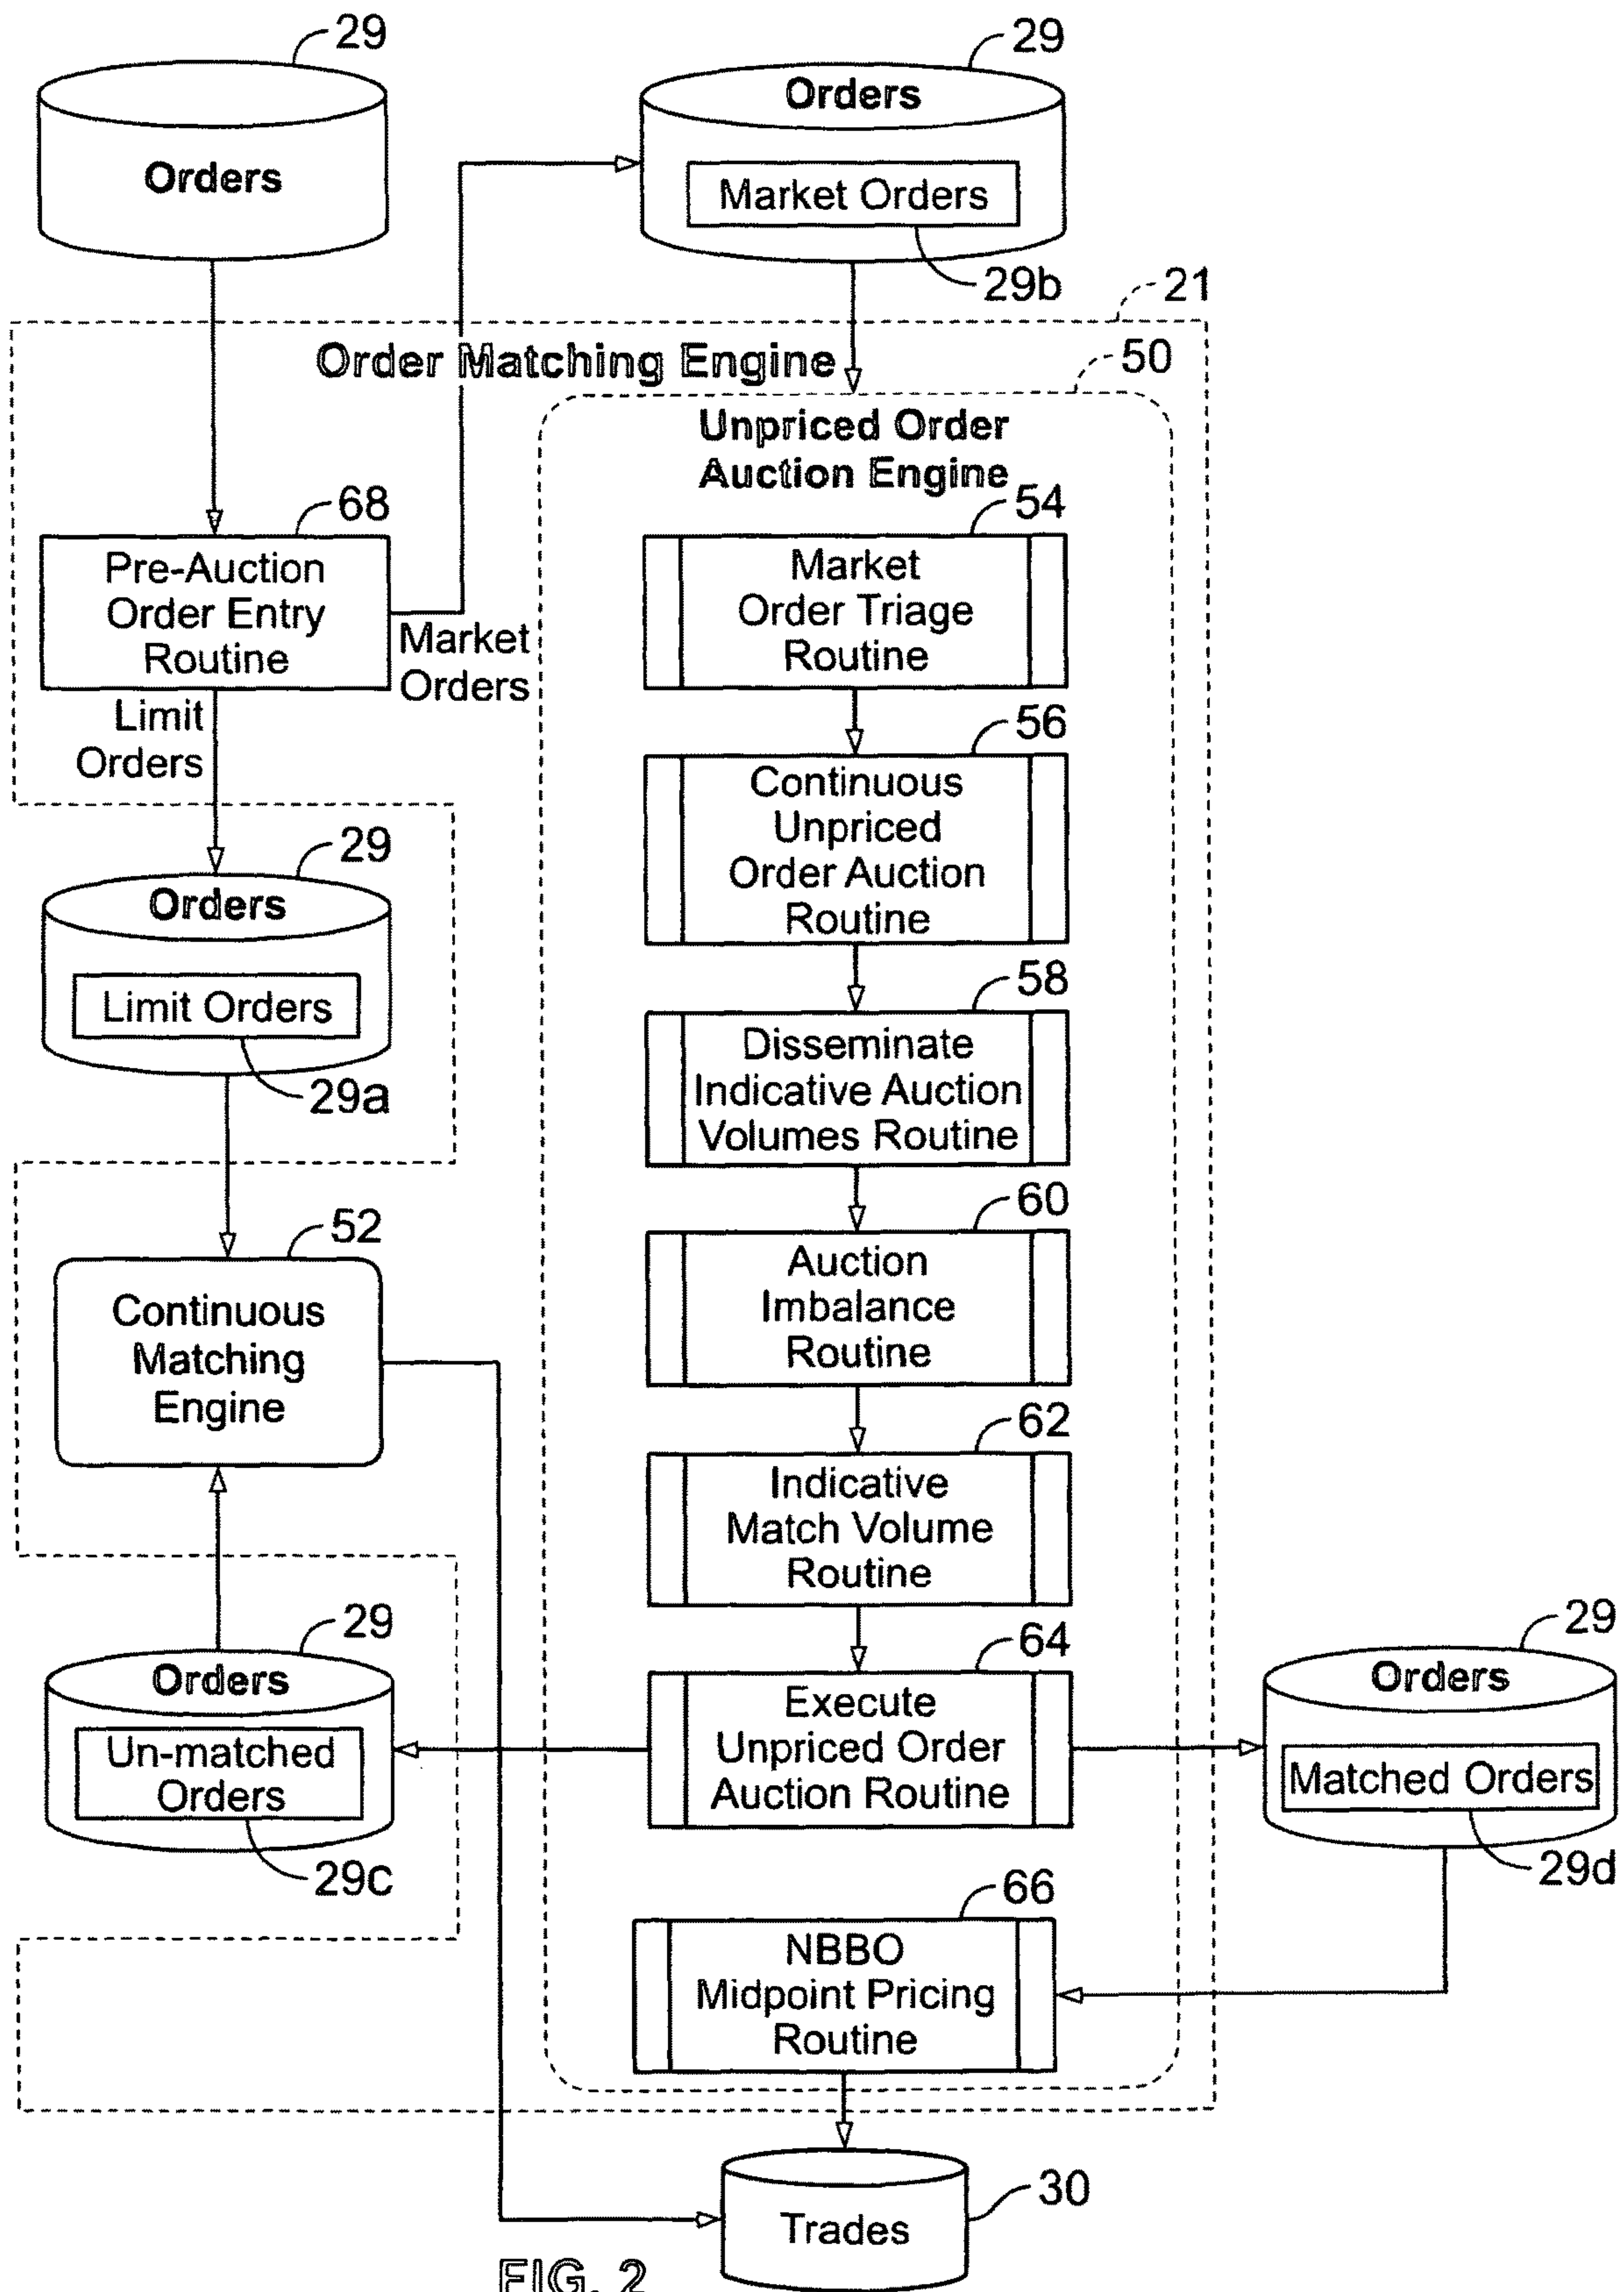 29
29
Orders
Orders
Market Orders
29b
21
Order Matching Engine
50
Unpriced Order
Auction Engine
68
54
Pre-Auction
Order Entry
Routine
Market
Orders
Limit
Orders
Market
Order Triage
Routine
56
Continuous
Unpriced
Order Auction
Routine
29
Orders
Limit Orders
29a
58
Disseminate
Indicative Auction
Volumes Routine
60
Auction
Imbalance
Routine
52
Continuous
Matching
Engine
62
Indicative
Match Volume
Routine
64
Execute
Unpriced Order
Auction Routine
29
Orders
Un-matched
Orders
29c
29
Orders
Matched Orders
29d
66
NBBO
Midpoint Pricing
Routine
30
Trades
FIG. 2